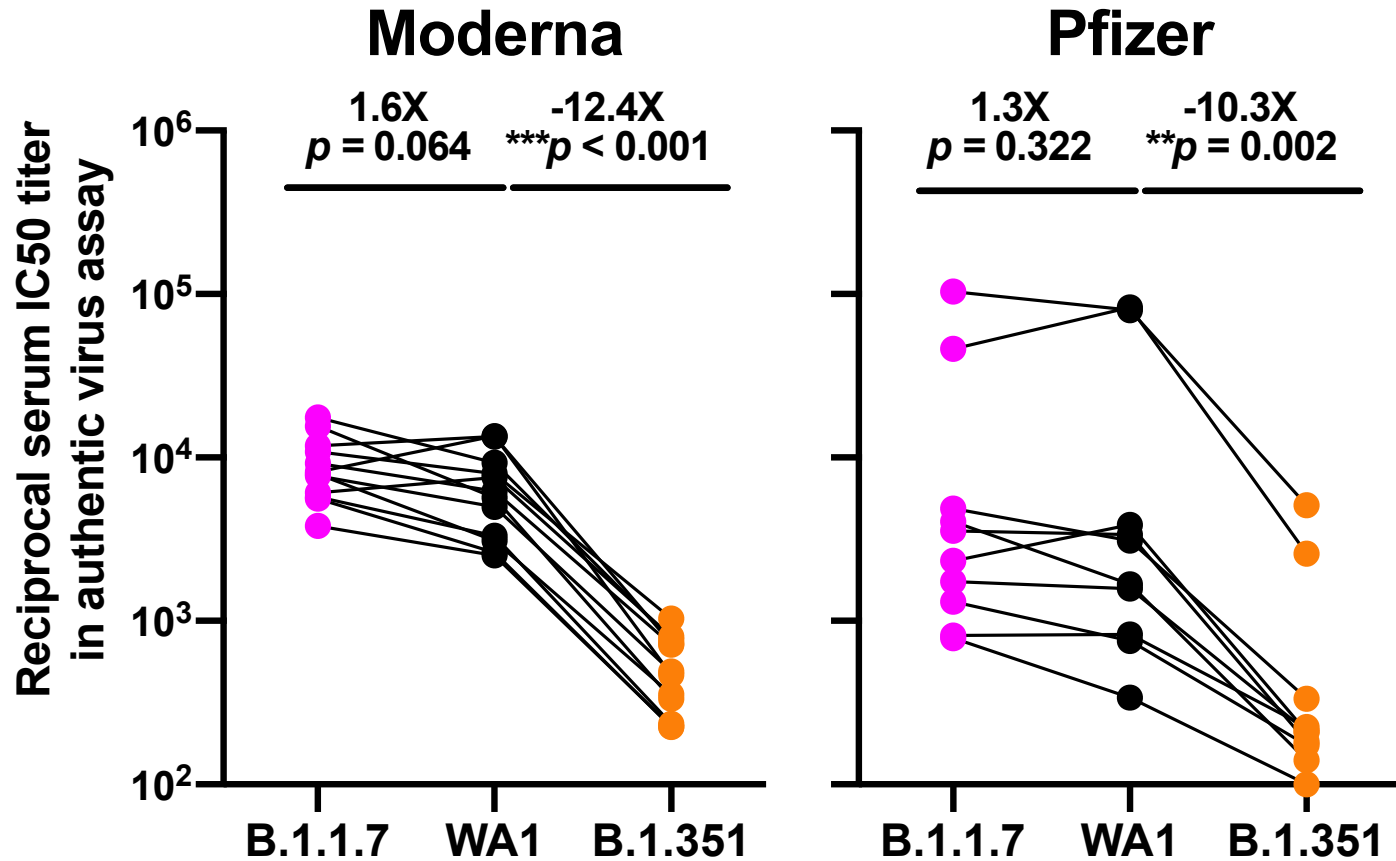 Moderna
1.6X
p = 0.064
-12.4X
***p < 0.001
Pfizer
1.3X
p = 0.322
-10.3X
**p = 0.002
Reciprocal serum IC50 titer
in authentic virus assay
10⁶
10⁵
10⁴
10³
10²
B.1.1.7 WA1 B.1.351
B.1.1.7 WA1 B.1.351